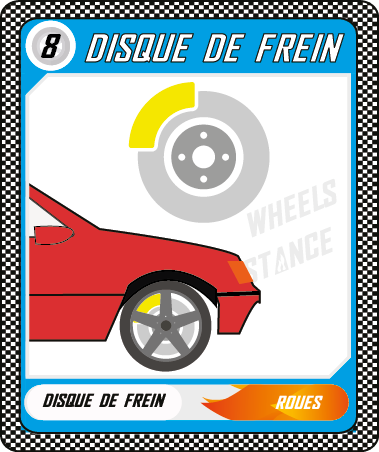 8 DISQUE DE FREIN
WHEELS
STANCE
DISQUE DE FREIN
ROUES